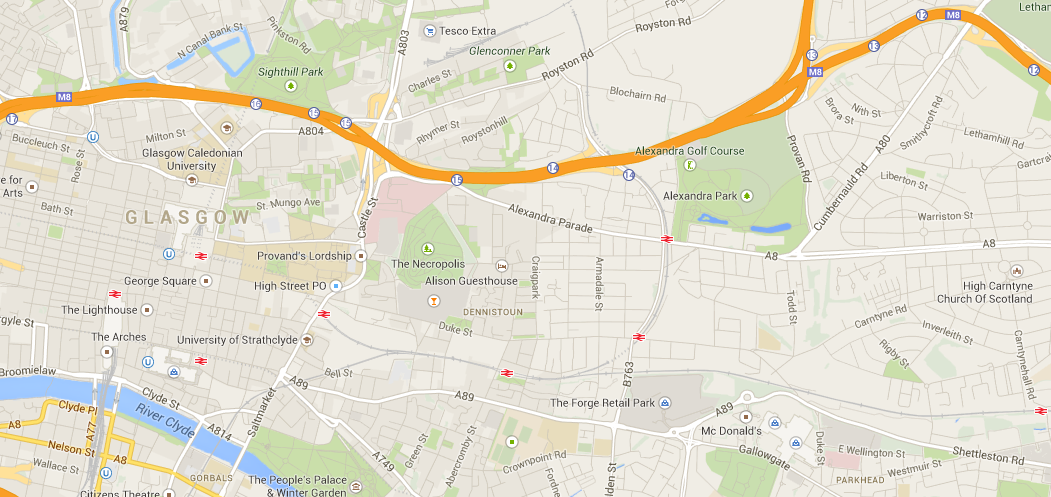 A879
N Canal Bank St
Pinkston Rd
A803
Tesco Extra
Royston Rd
12
M8
Letham
Glenconner Park
13
13
Sighthill Park
Charles St
Royston Rd
M8
12
M8
16
15
15
Blochairn Rd
Brora St
Nith St
Smithycroft Rd
17
U
Milton St
A804
Rhymer St
Roystonhill
A80
Lethamhill Rd
Buccleuch St
Rose St
Glasgow Caledonian
University
Alexandra Golf Course
Provan Rd
Gartcra
14
14
15
re for
Arts
Liberton St
Alexandra Park
Cumbernauld Rd
Bath St
St. Mungo Ave
Castle St
GLASGOW
Alexandra Parade
Warriston St
A8
A8
U
Provand's Lordship
The Necropolis
Craigpark
Armadale St
George Square
High Street PO
Alison Guesthouse
High Carntyne
Church Of Scotland
Todd St
The Lighthouse
DENNISTOUN
Carntyne Rd
rgyle St
Duke St
Inverleith St
The Arches
University of Strathclyde
Rigby St
Carntynehall Rd
U
Broomielaw
Bell St
B763
A89
The Forge Retail Park
A89
Clyde St
Clyde Pl
River Clyde
Saltmarket
Mc Donald's
A8
A77
A814
Green St
Abercromby St
Gallowgate
Duke St
E Wellington St
Shettleston Rd
Nelson St
A8
A749
Crownpoint Rd
Westmuir St
Wallace St
U
GORBALS
The People's Palace
& Winter Garden
Fordne
lden St
PARKHEAD
Citizens Theatre